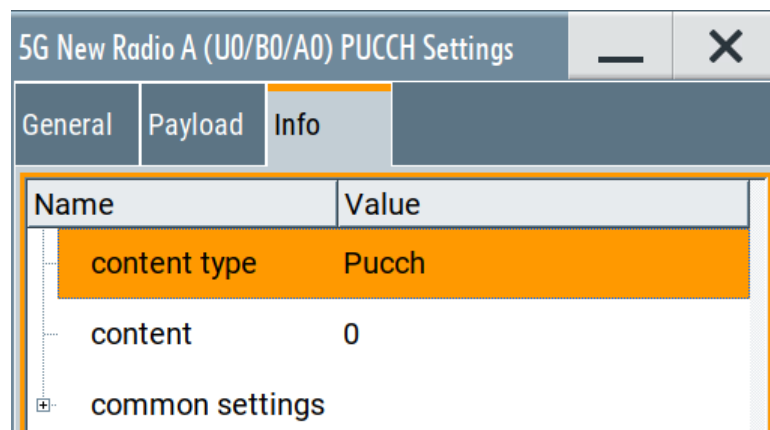 5G New Radio A (U0/B0/A0) PUCCH Settings
General Payload Info
Name Value
content type Pucch
content 0
common settings